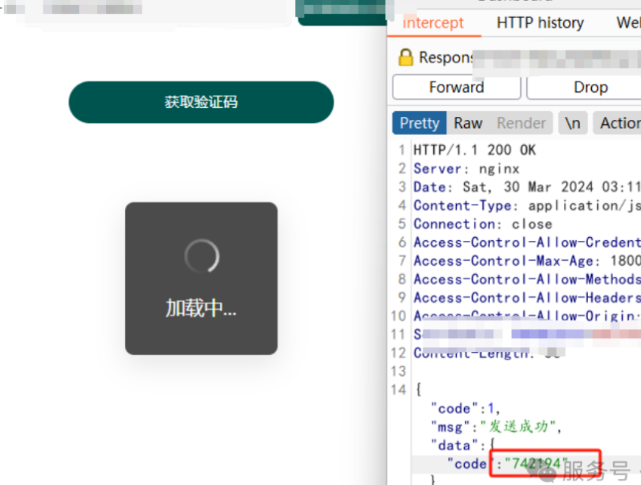 获取验证码
加载中...
Intercept
HTTP history
We
Respons
Forward
Drop
Pretty Raw Render \n Action
1 HTTP/1.1 200 OK
2 Server: nginx
3 Date: Sat, 30 Mar 2024 03:11
4 Content-Type: application/js
5 Connection: close
6 Access-Control-Allow-Credent
7 Access-Control-Max-Age: 1800
8 Access-Control-Allow-Methods
9 Access-Control-Allow-Headers
10 Access-Control-Allow-Origin:
11 S
12 Content-Length:
13
14 {
"code":1,
"msg":"发送成功",
"data":{
"code":"742194"
}
服务号